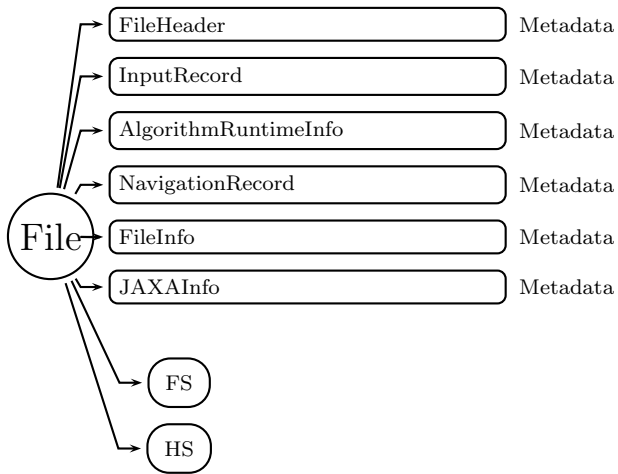 FileHeader Metadata
InputRecord Metadata
AlgorithmRuntimeInfo Metadata
NavigationRecord Metadata
File FileInfo Metadata
JAXAInfo Metadata
FS
HS